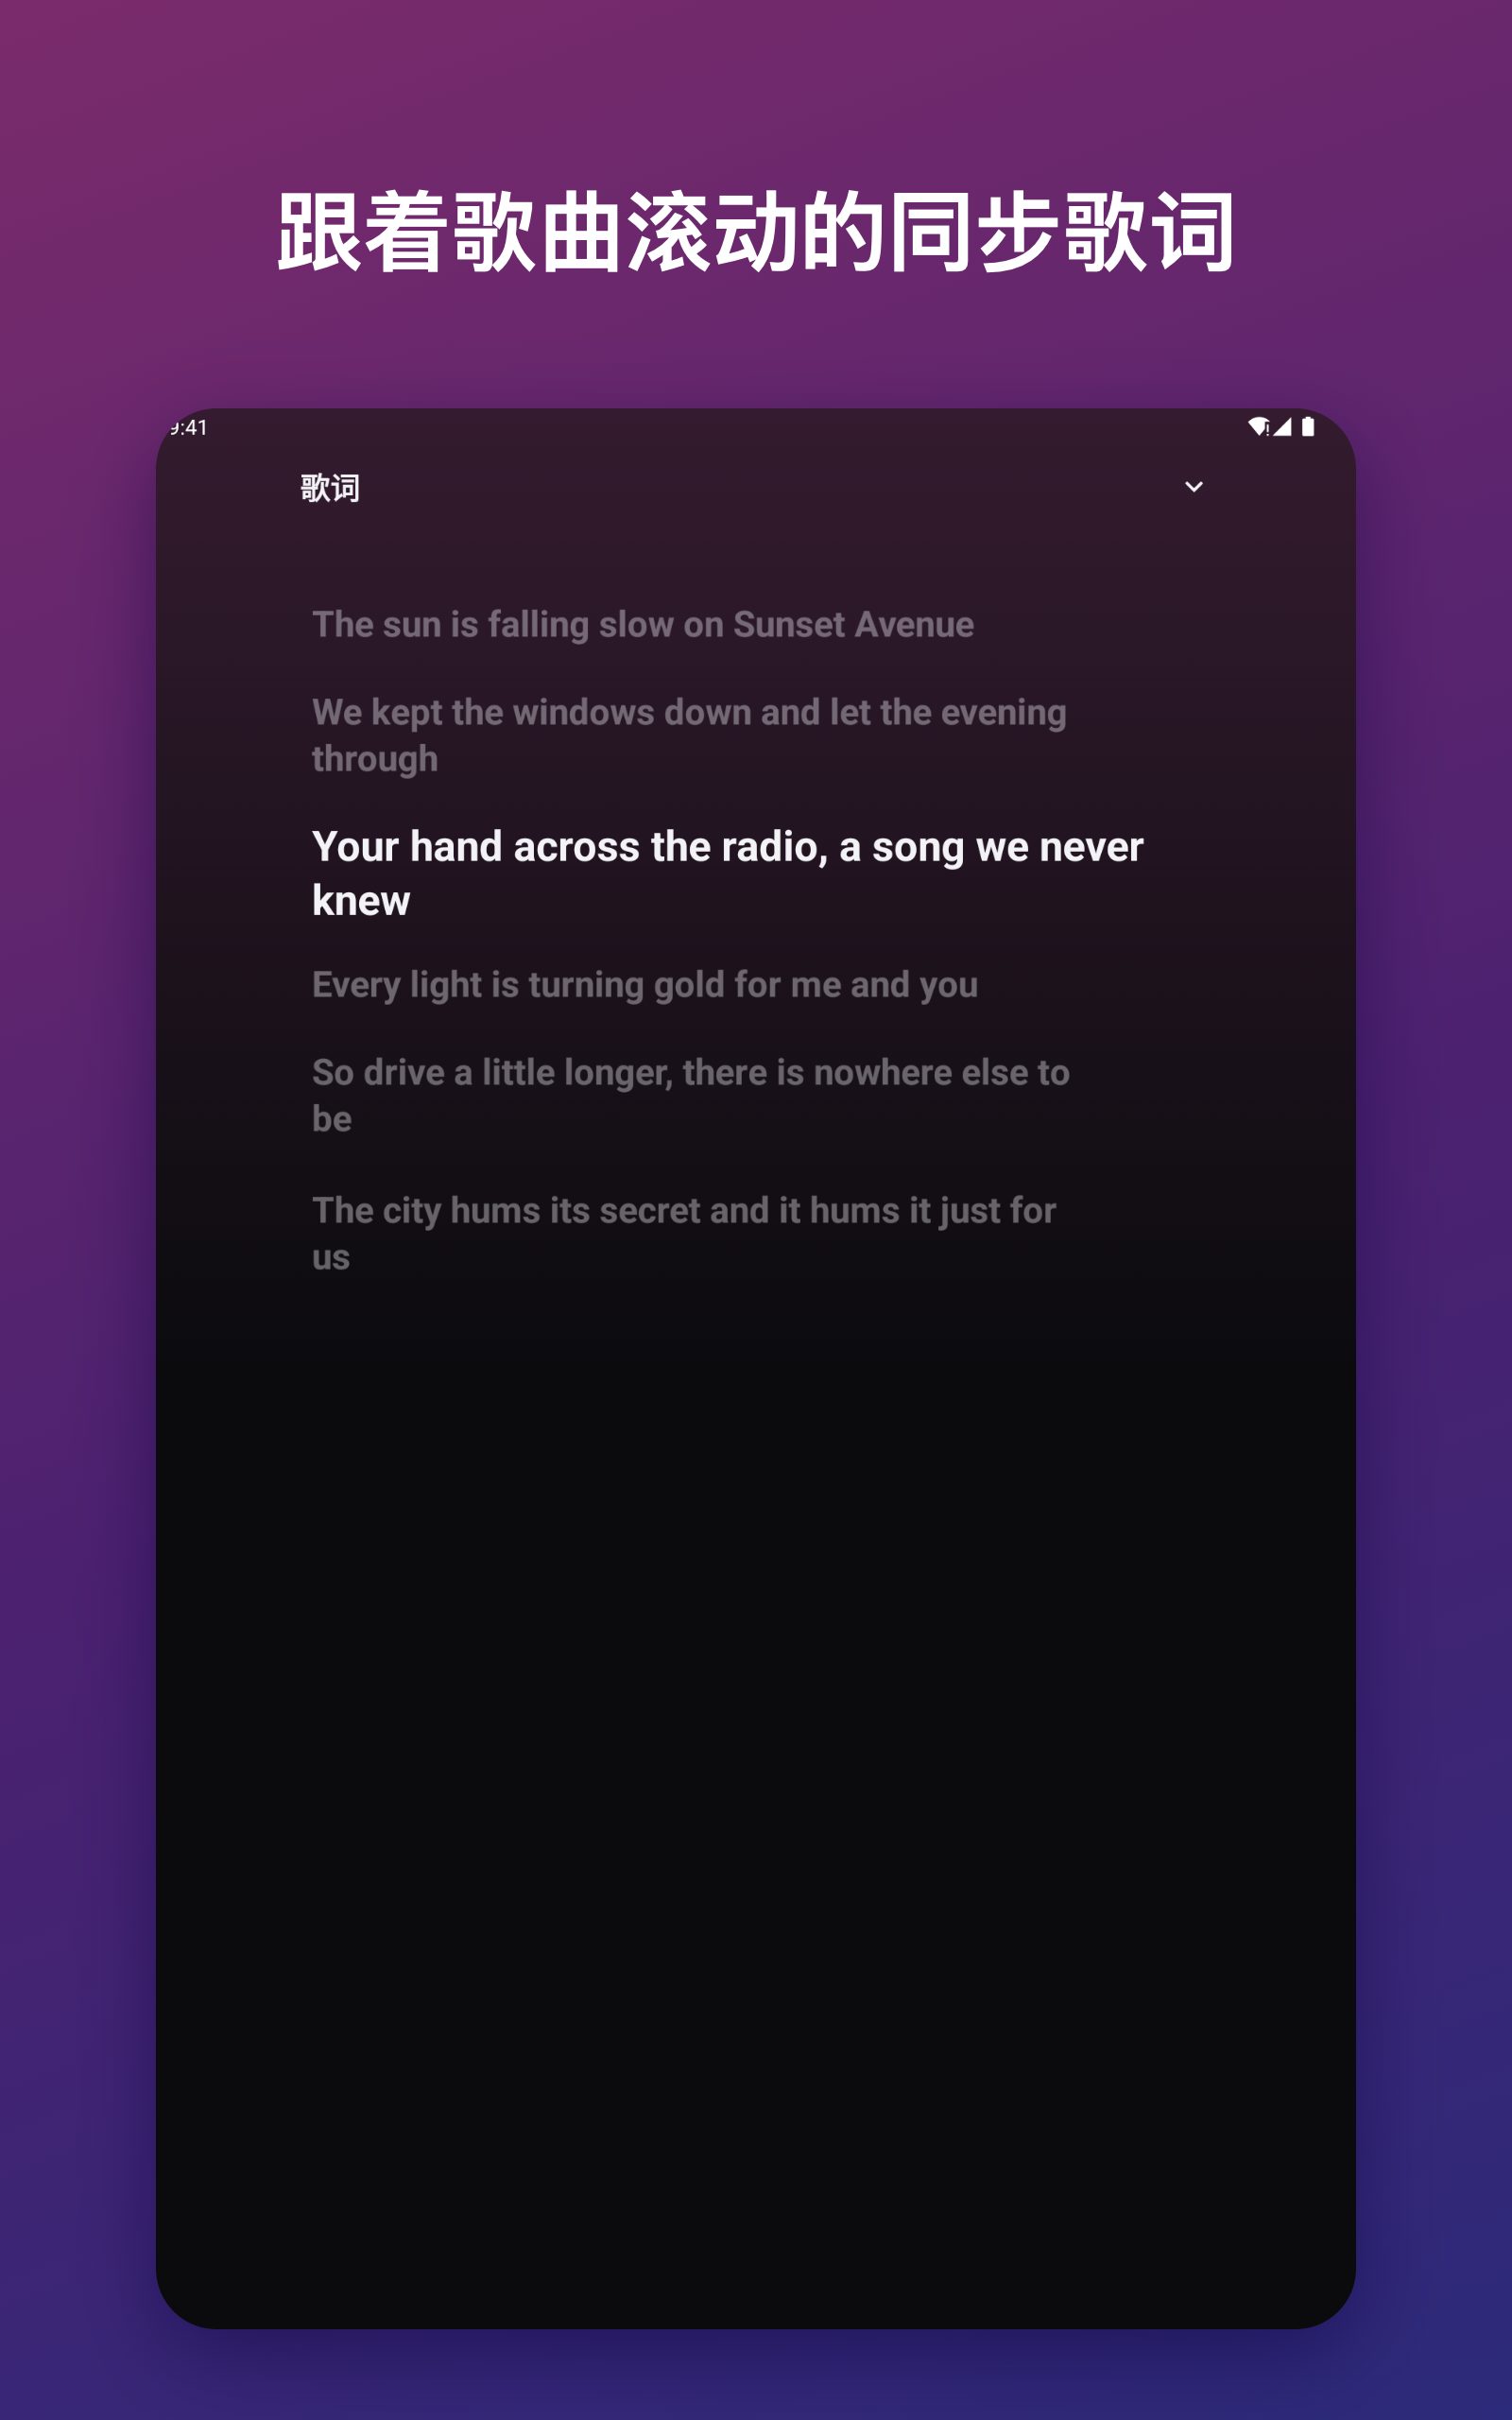 跟着歌曲滚动的同步歌词
9:41
歌词
The sun is falling slow on Sunset Avenue
We kept the windows down and let the evening
through
Your hand across the radio, a song we never
knew
Every light is turning gold for me and you
So drive a little longer, there is nowhere else to
be
The city hums its secret and it hums it just for
us